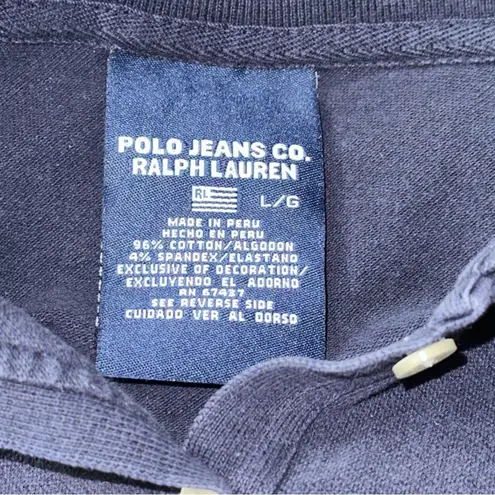 POLO JEANS CO.
RALPH LAUREN
RL L/G
MADE IN PERU
HECHO EN PERU
96% COTTON/ALGODON
4% SPANDEX/ELASTANO
EXCLUSIVE OF DECORATION/
EXCLUYENDO EL ADORNO
RN 67437
SEE REVERSE SIDE
CUIDADO VER AL DORSO